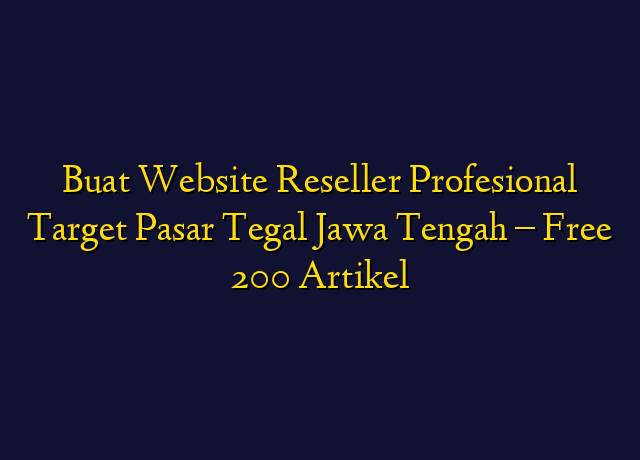 Buat Website Reseller Profesional
Target Pasar Tegal Jawa Tengah – Free
200 Artikel